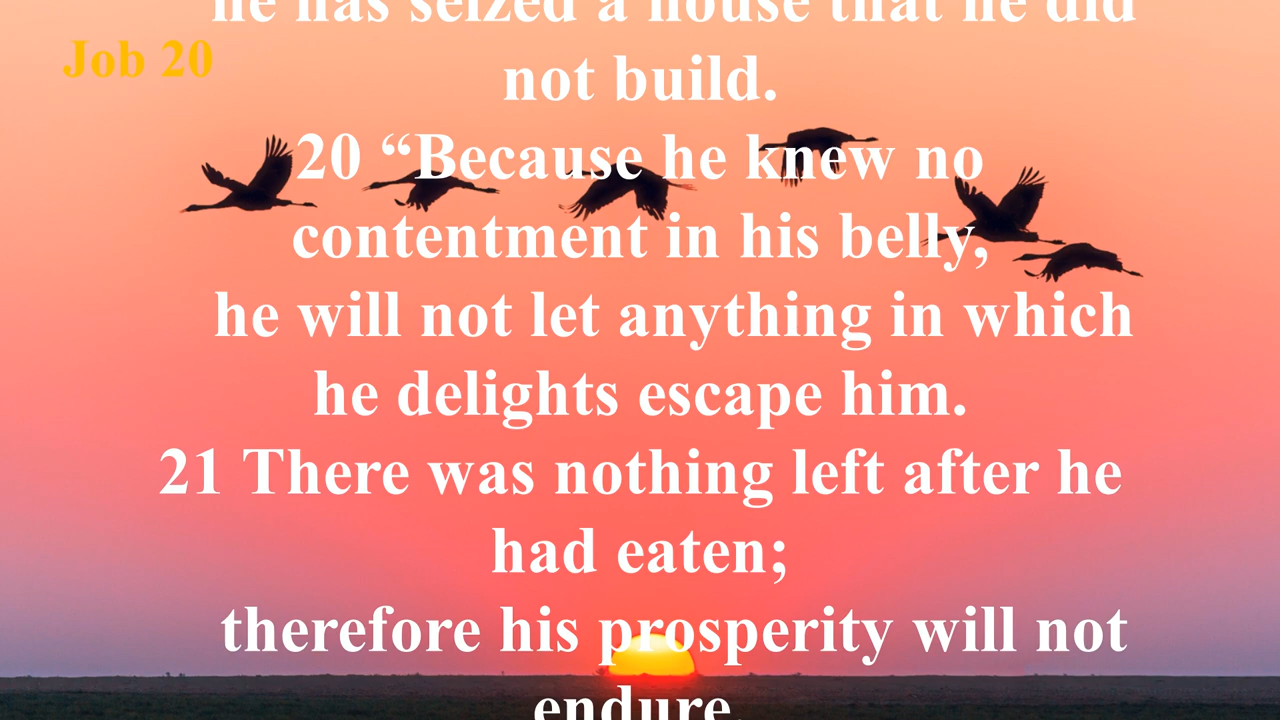 he has seized a house that he did
Job 20
not build.
20 “Because he knew no
contentment in his belly,
he will not let anything in which
he delights escape him.
21 There was nothing left after he
had eaten;
therefore his prosperity will not
endure.